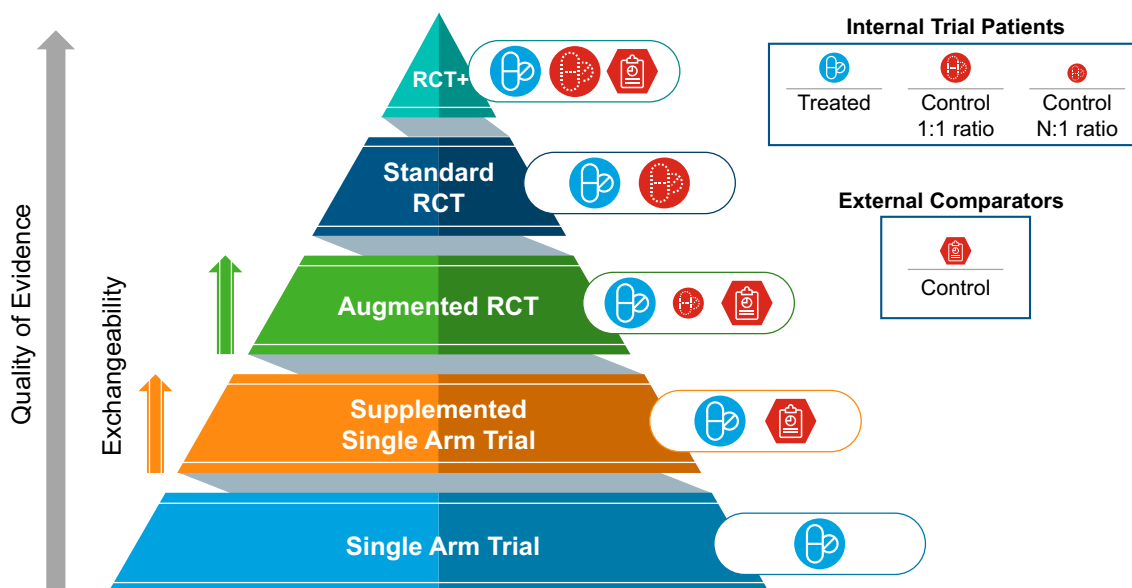 Quality of Evidence
Exchangeability
RCT+
Standard
RCT
Augmented RCT
Supplemented
Single Arm Trial
Single Arm Trial
Internal Trial Patients
Treated
Control
1:1 ratio
Control
N:1 ratio
External Comparators
Control